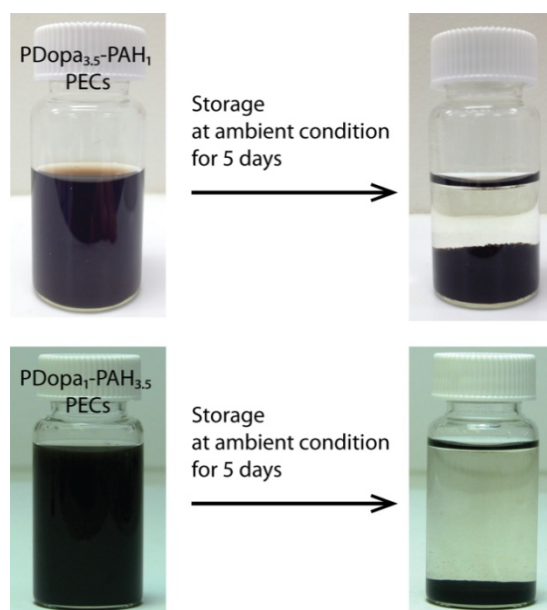 PDopa₃.₅-PAH₁
PECs
Storage
at ambient condition
for 5 days
PDopa₁-PAH₃.₅
PECs
Storage
at ambient condition
for 5 days